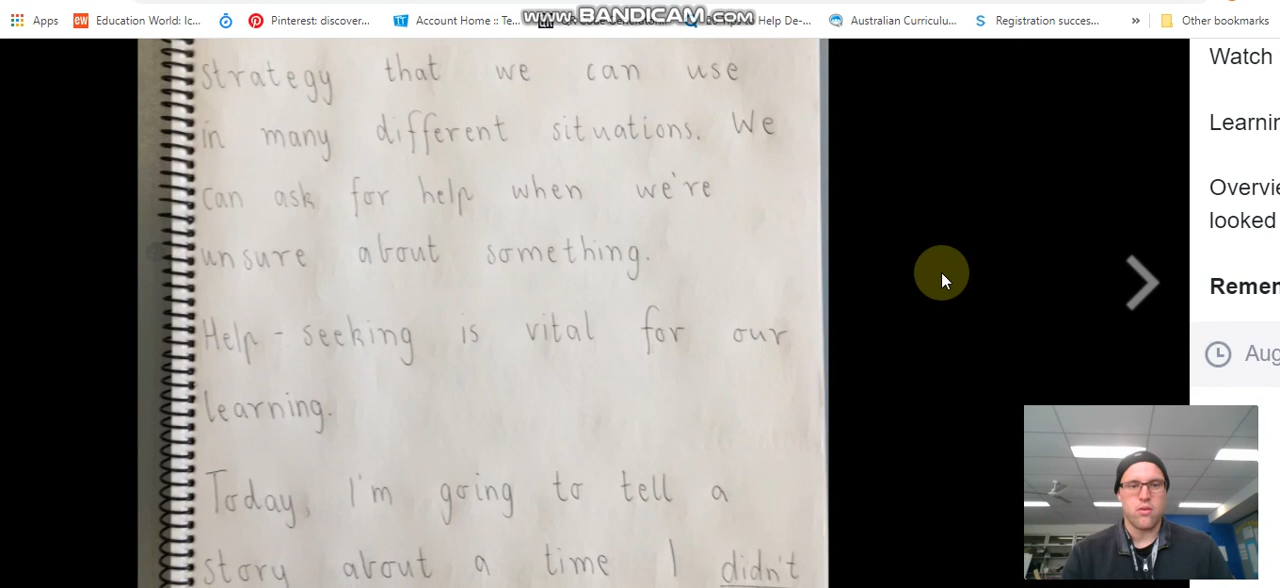 Apps
Education World: Ic...
Pinterest: discover...
Account Home :: Te...
www.BANDICAM.com
Help De-...
Australian Curriculu...
Registration succes...
»
Other bookmarks
strategy that we can use
in many different situations. We
can ask for help when we're
unsure about something.
Help-seeking is vital for our
learning.
Today, I'm going to tell a
story about a time I didn't
Watch
Learnin
Overvie
looked
Remen
Aug